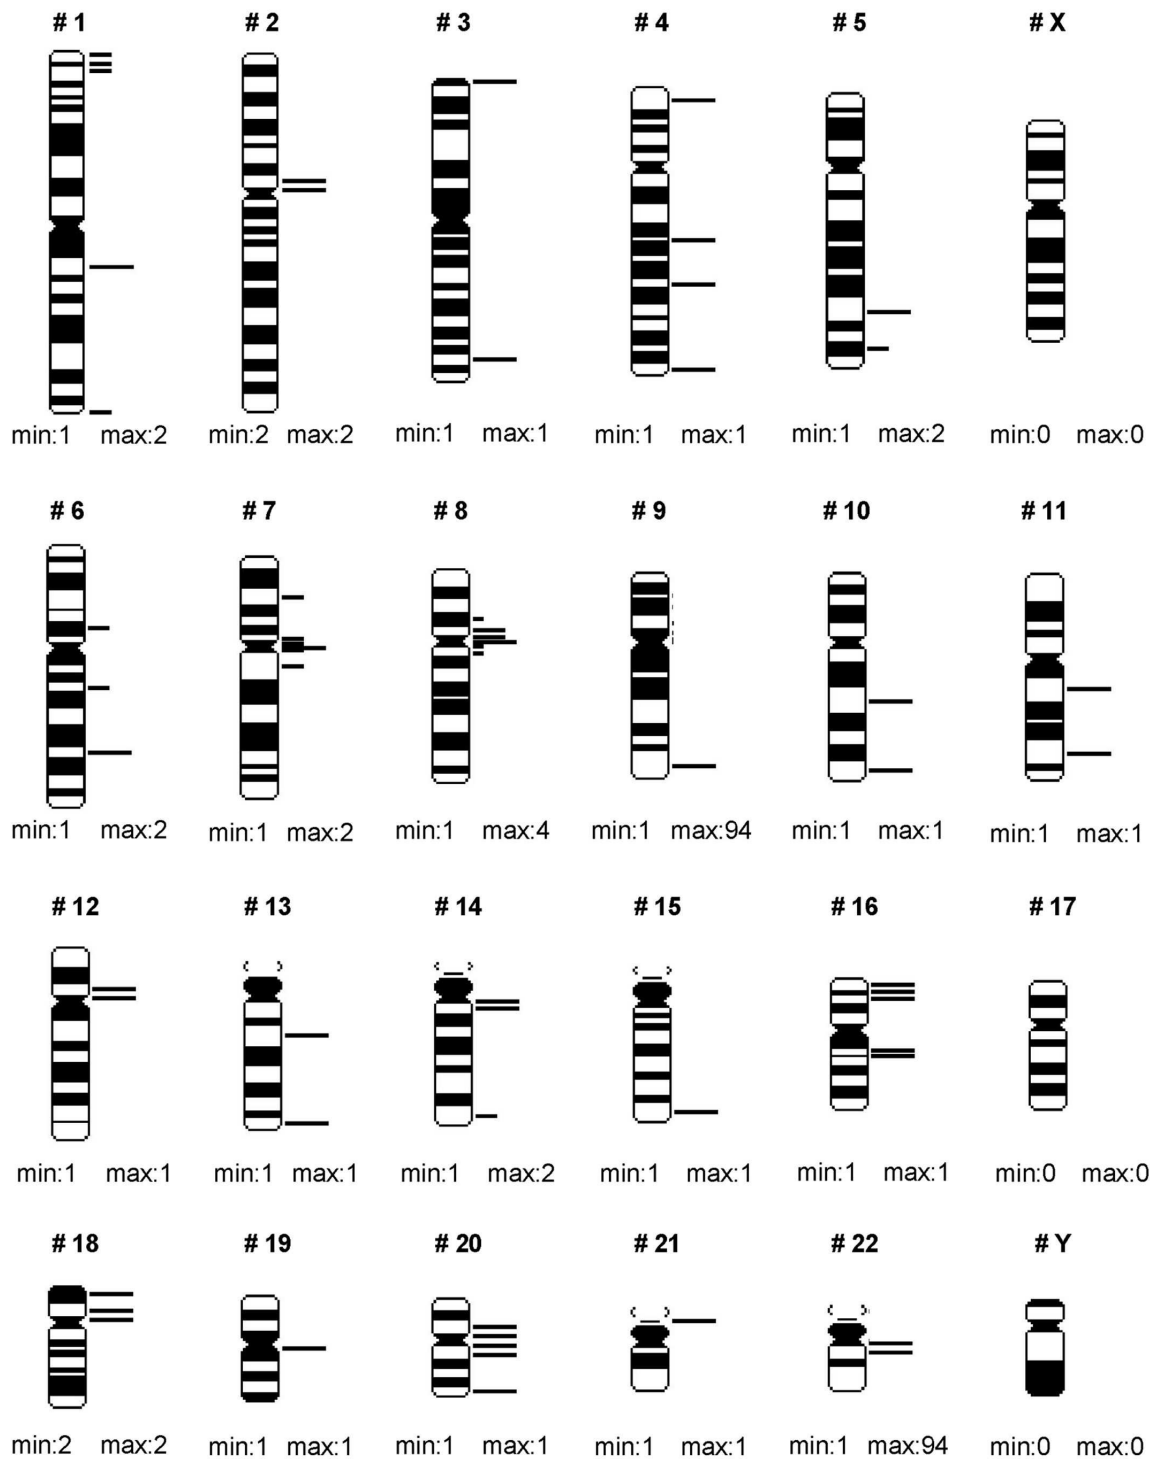 # 1 # 2 # 3 # 4 # 5 # X
min:1 max:2 min:2 max:2 min:1 max:1 min:1 max:1 min:1 max:2 min:0 max:0
# 6 # 7 # 8 # 9 # 10 # 11
min:1 max:2 min:1 max:2 min:1 max:4 min:1 max:94 min:1 max:1 min:1 max:1
# 12 # 13 # 14 # 15 # 16 # 17
min:1 max:1 min:1 max:1 min:1 max:2 min:1 max:1 min:1 max:1 min:0 max:0
# 18 # 19 # 20 # 21 # 22 # Y
min:2 max:2 min:1 max:1 min:1 max:1 min:1 max:1 min:1 max:94 min:0 max:0